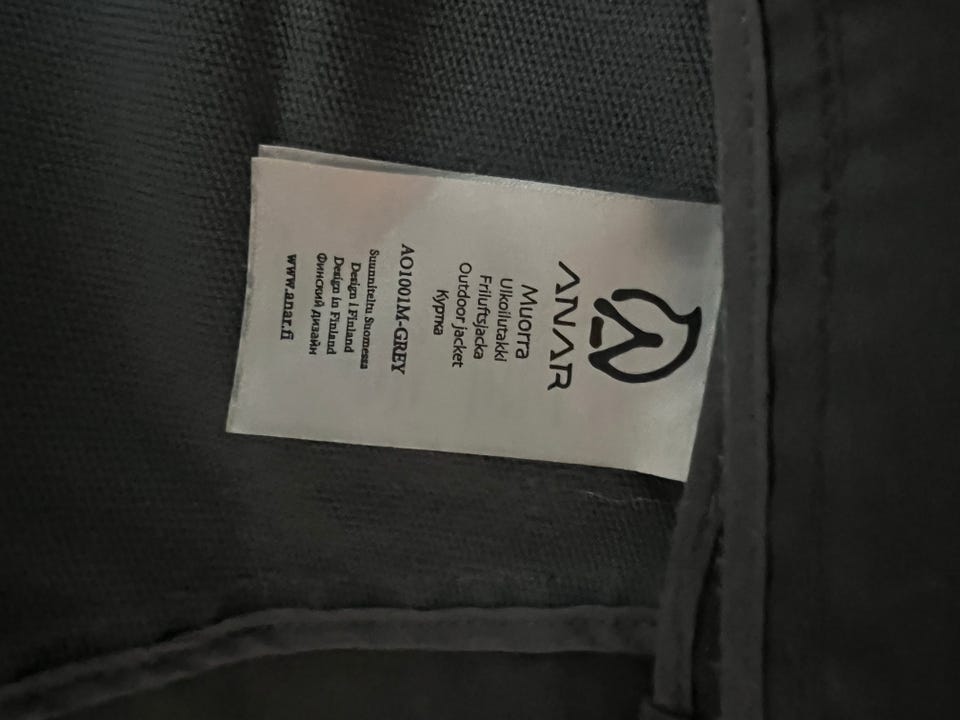 ANAR
Muorra
Ulkoilutakki
Friluftsjacka
Outdoor jacket
Куртка
AO1001M-GREY
Suunniteltu Suomessa
Design i Finland
Design in Finland
Финский дизайн
www.anar.fi